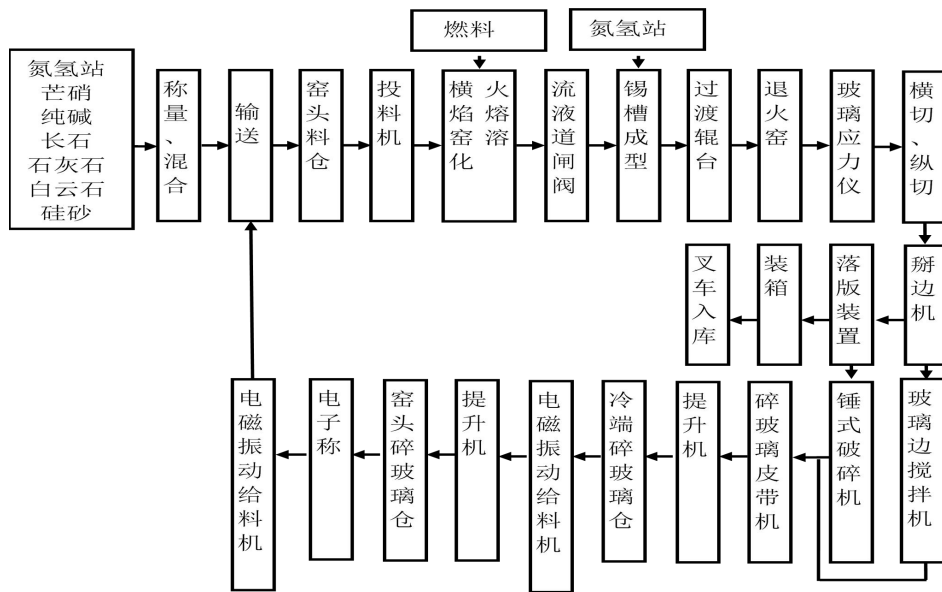 燃料
氮氢站
氮氢站
芒硝
纯碱
长石
石灰石
白云石
硅砂
称量、混合
输送
窑头料仓
投料机
横焰窑化
火熔溶
流液道闸阀
锡槽成型
过渡辊台
退火窑
玻璃应力仪
横切、纵切
叉车入库
装箱
落版装置
掰边机
电磁振动给料机
电子称
窑头碎玻璃仓
提升机
电磁振动给料机
冷端碎玻璃仓
提升机
碎玻璃皮带机
锤式破碎机
玻璃边搅拌机